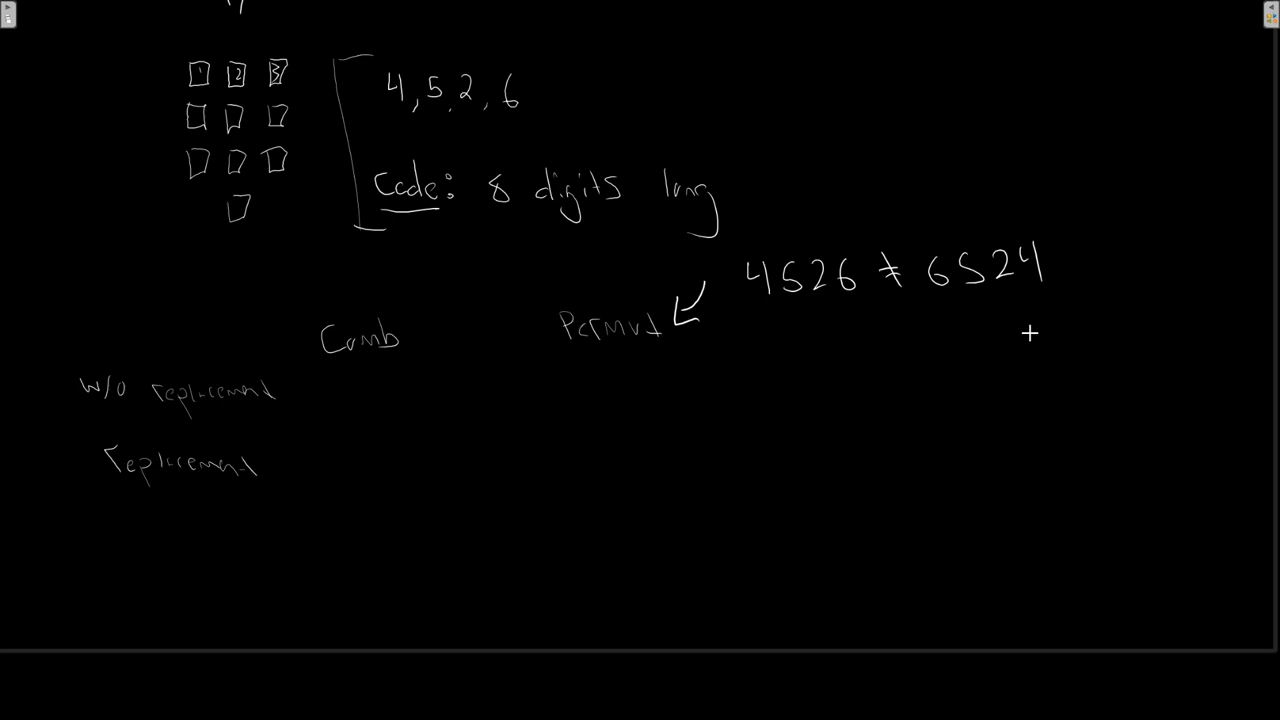 1 2 3
4, 5, 2, 6
Code: 8 digits long
4526 ≠ 6524
Comb Permut
w/o replacement
replacement